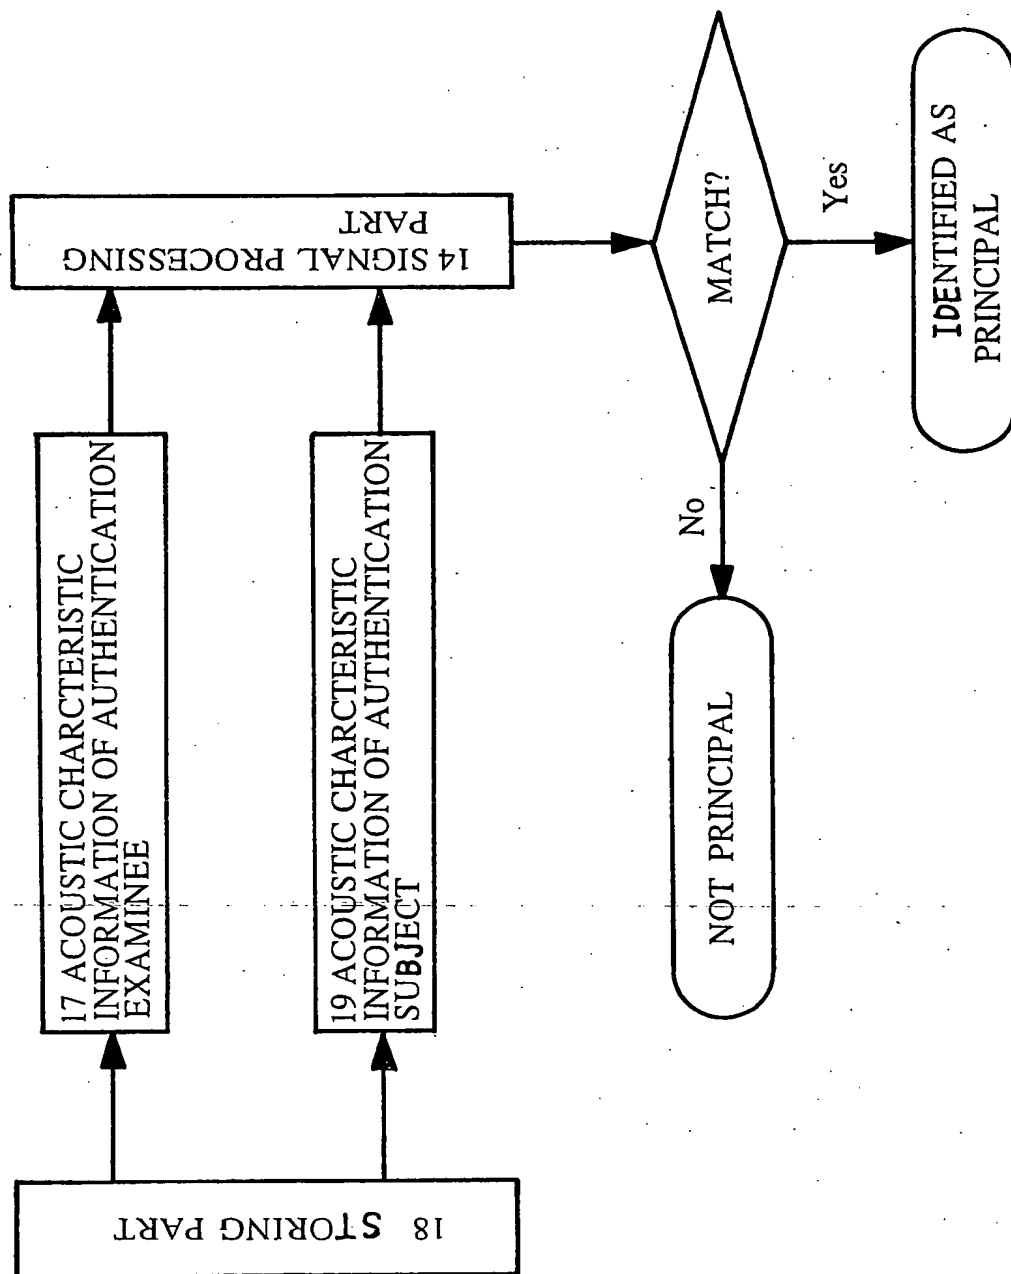 18 STORING PART
17 ACOUSTIC CHARCTERISTIC
INFORMATION OF AUTHENTICATION
EXAMINEE
19 ACOUSTIC CHARCTERISTIC
INFORMATION OF AUTHENTICATION
SUBJECT
14 SIGNAL PROCESSING
PART
MATCH?
No
Yes
NOT PRINCIPAL
IDENTIFIED AS
PRINCIPAL